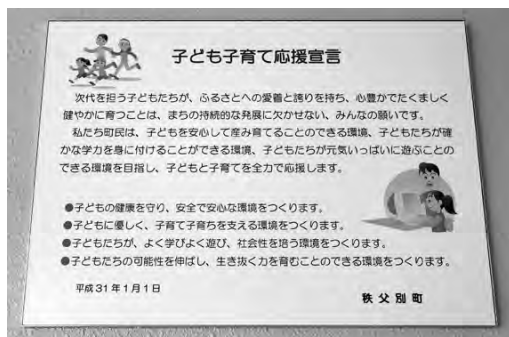 子ども子育て応援宣言
次代を担う子どもたちが、ふるさとへの愛着と誇りを持ち、心豊かでたくましく
健やかに育つことは、まちの持続的な発展に欠かせない、みんなの願いです。
私たち町民は、子どもを安心して産み育てることのできる環境、子どもたちが確
かな学力を身に付けることができる環境、子どもたちが元気いっぱいに遊ぶことの
できる環境を目指し、子どもと子育てを全力で応援します。
●子どもの健康を守り、安全で安心な環境をつくります。
●子どもに優しく、子育て子育ちを支える環境をつくります。
●子どもたちが、よく学びよく遊び、社会性を培う環境をつくります。
●子どもたちの可能性を伸ばし、生き抜く力を育むことのできる環境をつくります。
平成31年1月1日
秩父別町